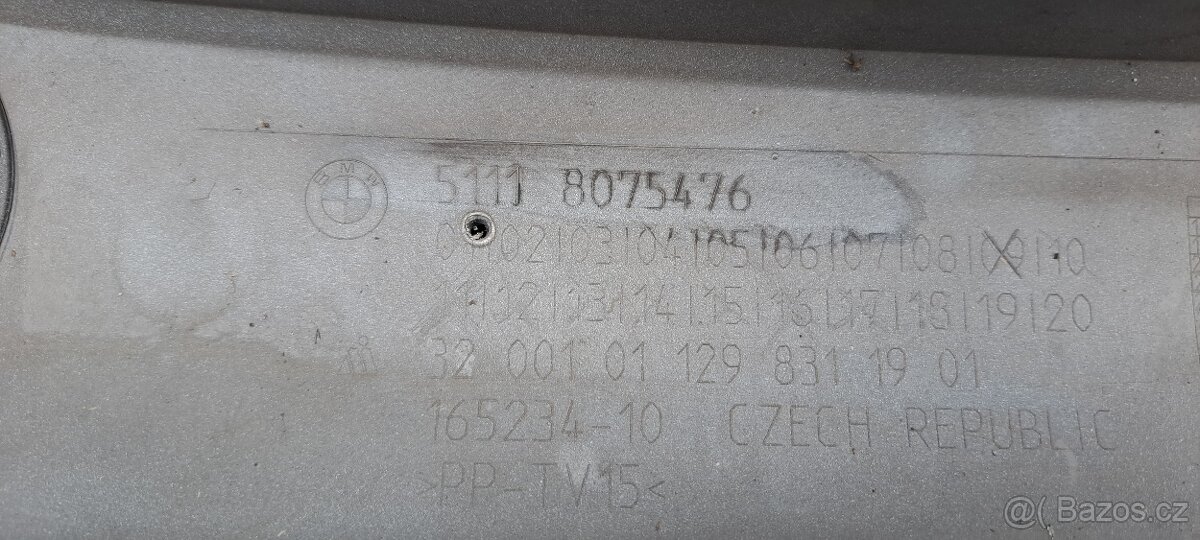 BMW 5111 8075476
01|02|03|04|05|06|07|08|09|10
11|12|13|14|15|16|17|18|19|20
32 001 01 129 831 19 01
165234-10 CZECH REPUBLIC
>PP-TV15<
@( Bazos.cz